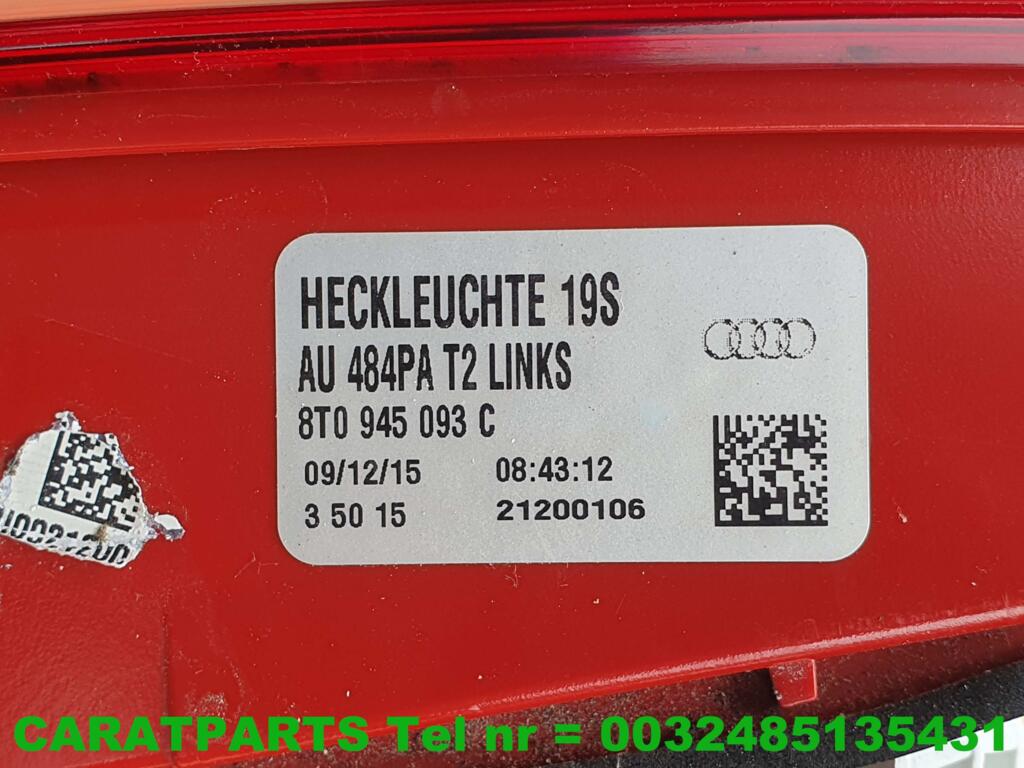 HECKLEUCHTE 19S
AU 484PA T2 LINKS
8T0 945 093 C
09/12/15 08:43:12
3 50 15 21200106
CARATPARTS Tel nr = 0032485135431